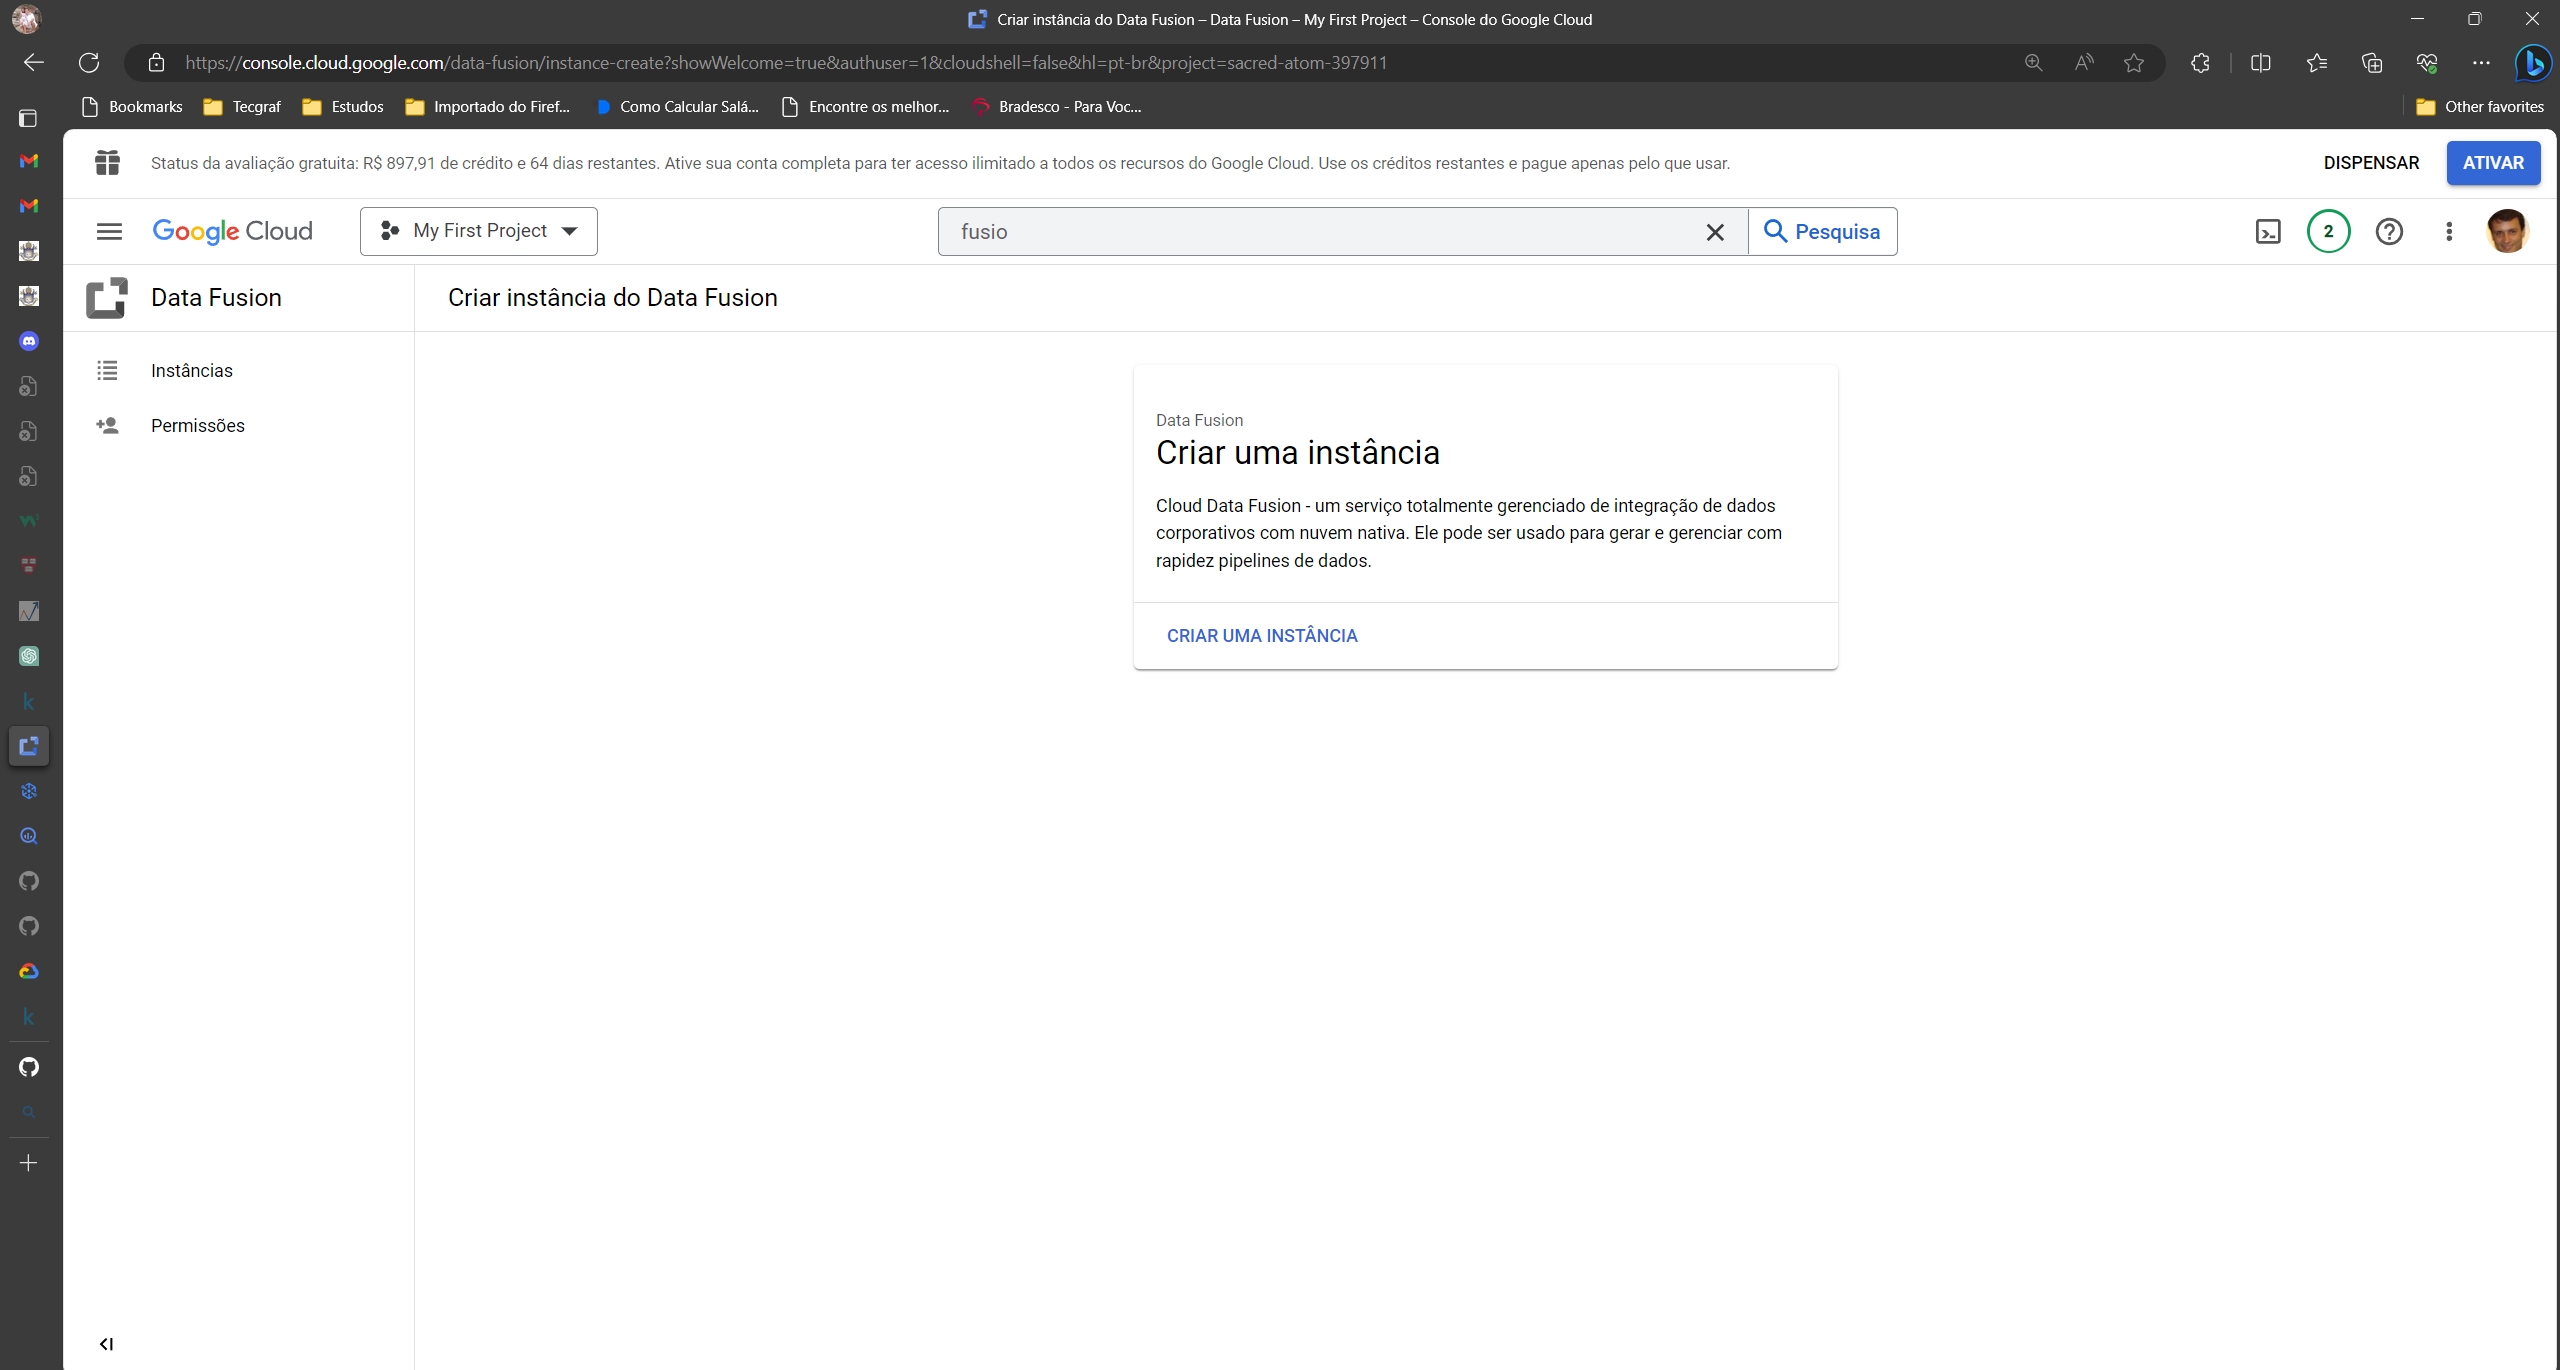 Criar instância do Data Fusion – Data Fusion – My First Project – Console do Google Cloud
https://console.cloud.google.com/data-fusion/instance-create?showWelcome=true&authuser=1&cloudshell=false&hl=pt-br&project=sacred-atom-397911
Bookmarks Tecgraf Estudos Importado do Firef... Como Calcular Salá... Encontre os melhor... Bradesco - Para Voc... Other favorites
Status da avaliação gratuita: R$ 897,91 de crédito e 64 dias restantes. Ative sua conta completa para ter acesso ilimitado a todos os recursos do Google Cloud. Use os créditos restantes e pague apenas pelo que usar. DISPENSAR ATIVAR
Google Cloud My First Project fusio Pesquisa 2
Data Fusion Criar instância do Data Fusion
Instâncias
Permissões
Data Fusion
Criar uma instância
Cloud Data Fusion - um serviço totalmente gerenciado de integração de dados
corporativos com nuvem nativa. Ele pode ser usado para gerar e gerenciar com
rapidez pipelines de dados.
CRIAR UMA INSTÂNCIA